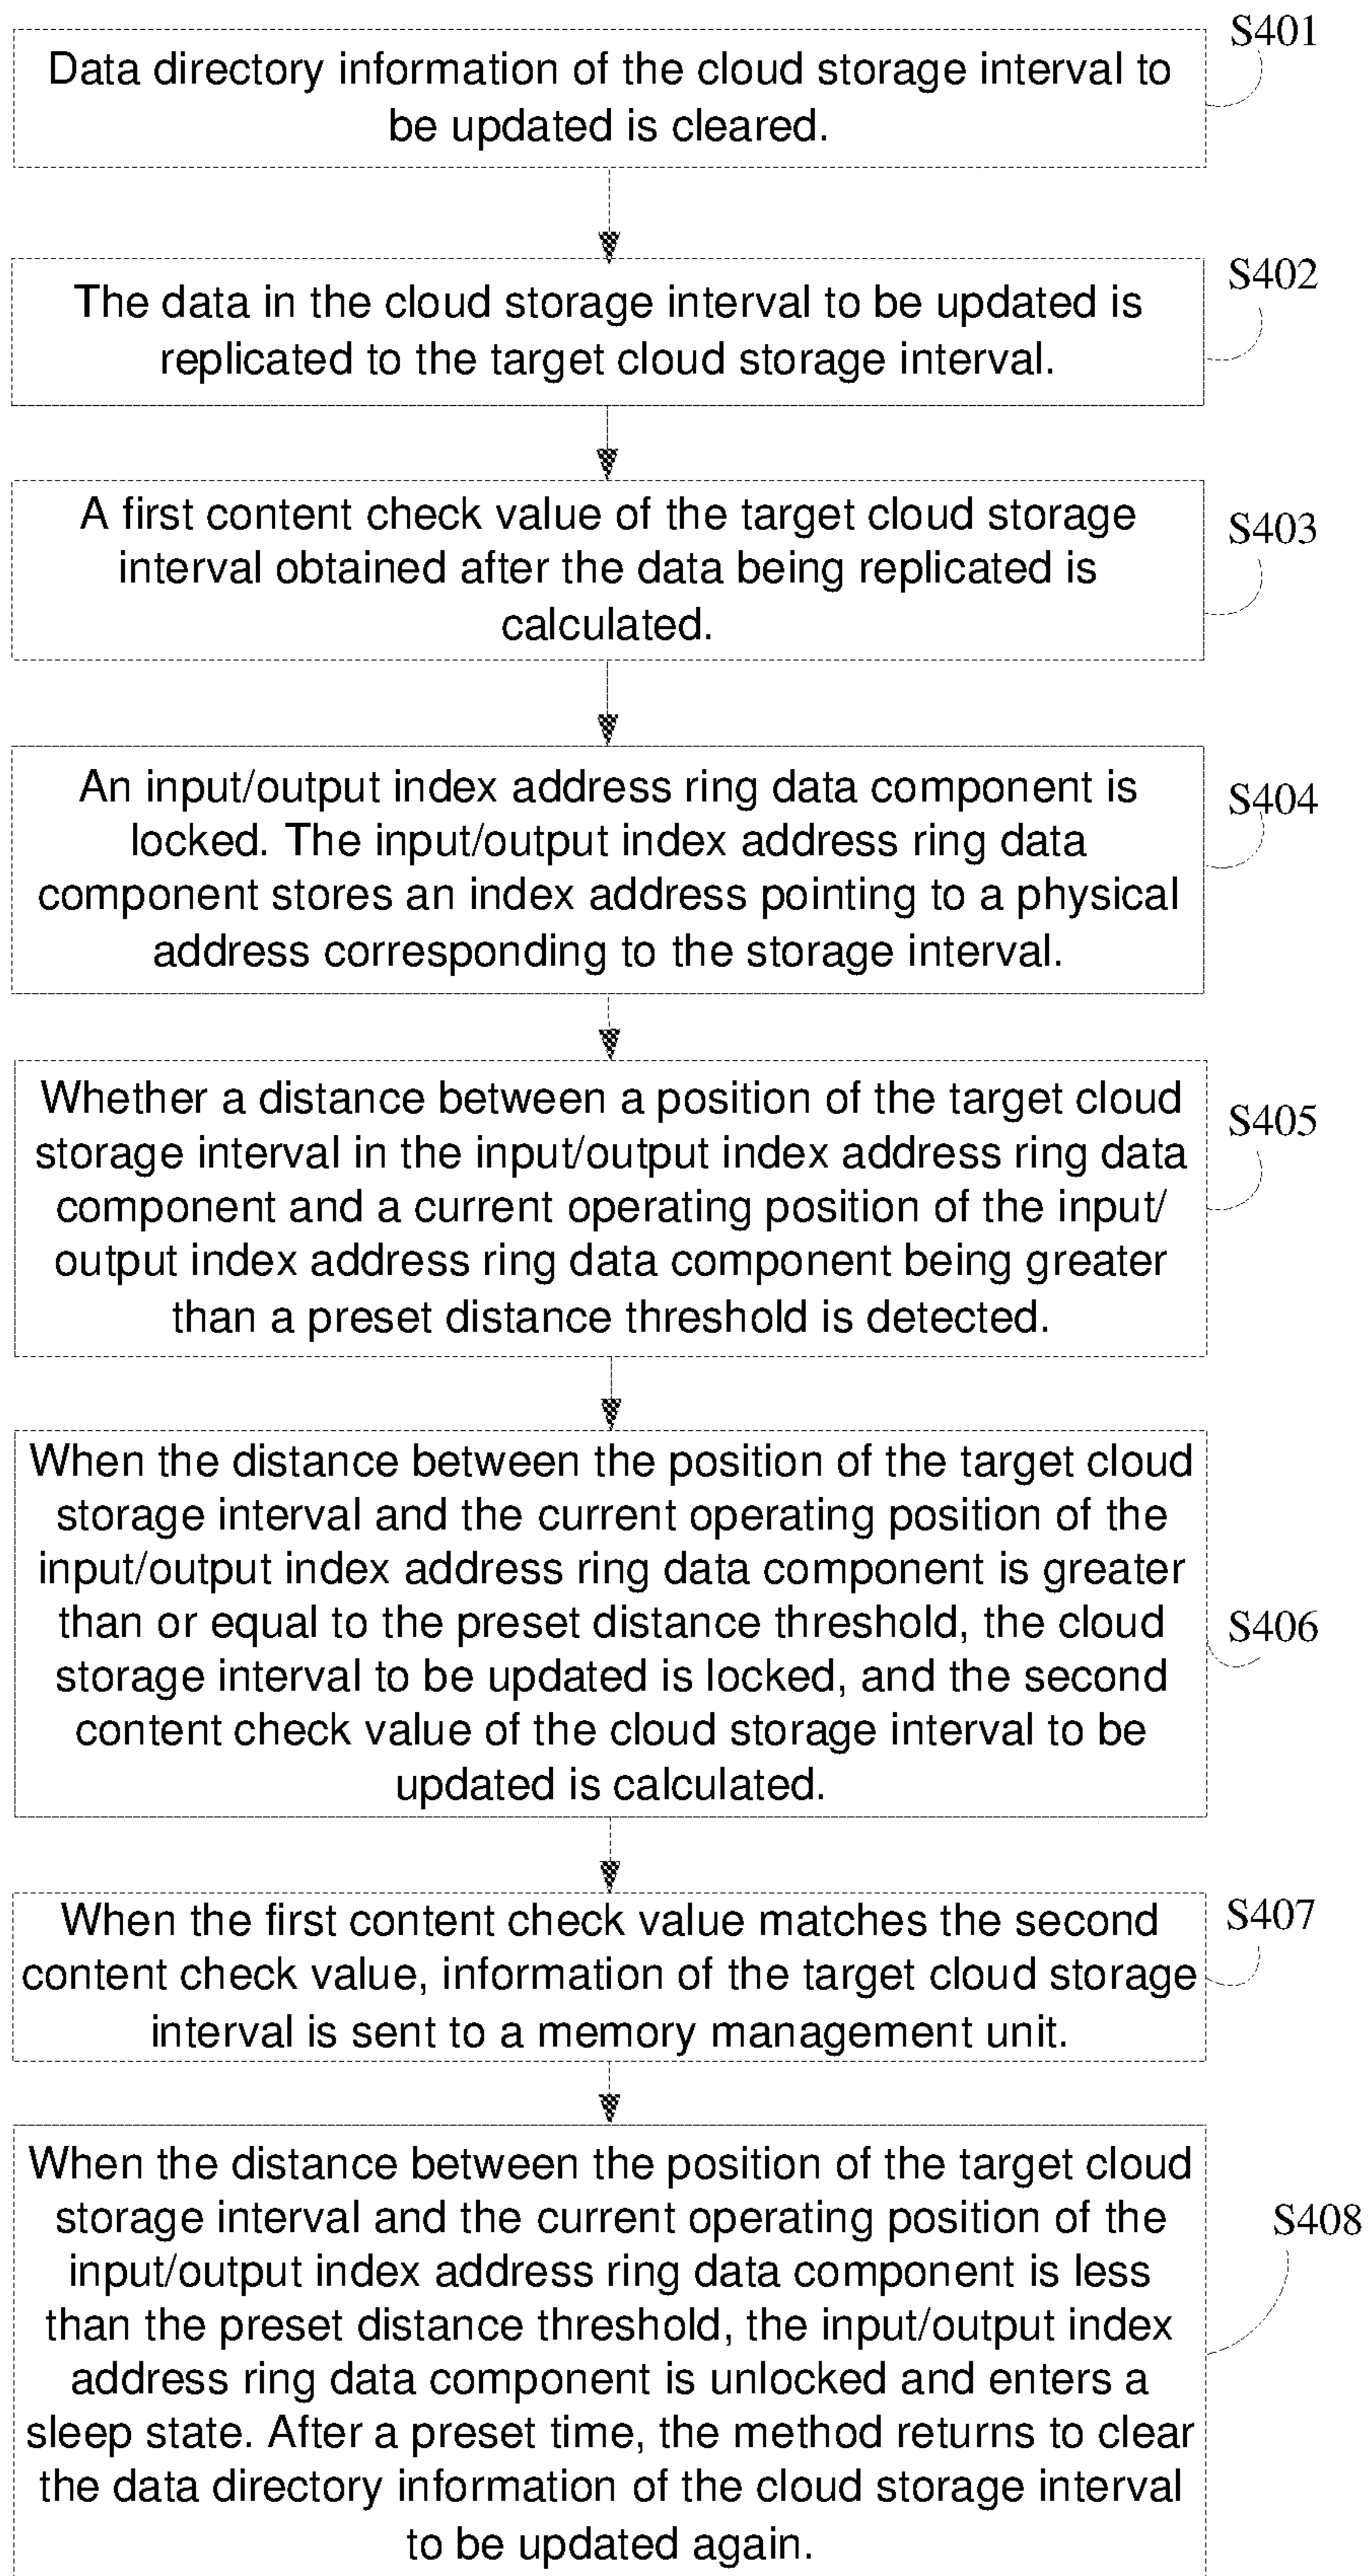 S401
Data directory information of the cloud storage interval to
be updated is cleared.
S402
The data in the cloud storage interval to be updated is
replicated to the target cloud storage interval.
S403
A first content check value of the target cloud storage
interval obtained after the data being replicated is
calculated.
S404
An input/output index address ring data component is
locked. The input/output index address ring data
component stores an index address pointing to a physical
address corresponding to the storage interval.
S405
Whether a distance between a position of the target cloud
storage interval in the input/output index address ring data
component and a current operating position of the input/
output index address ring data component being greater
than a preset distance threshold is detected.
S406
When the distance between the position of the target cloud
storage interval and the current operating position of the
input/output index address ring data component is greater
than or equal to the preset distance threshold, the cloud
storage interval to be updated is locked, and the second
content check value of the cloud storage interval to be
updated is calculated.
S407
When the first content check value matches the second
content check value, information of the target cloud storage
interval is sent to a memory management unit.
S408
When the distance between the position of the target cloud
storage interval and the current operating position of the
input/output index address ring data component is less
than the preset distance threshold, the input/output index
address ring data component is unlocked and enters a
sleep state. After a preset time, the method returns to clear
the data directory information of the cloud storage interval
to be updated again.